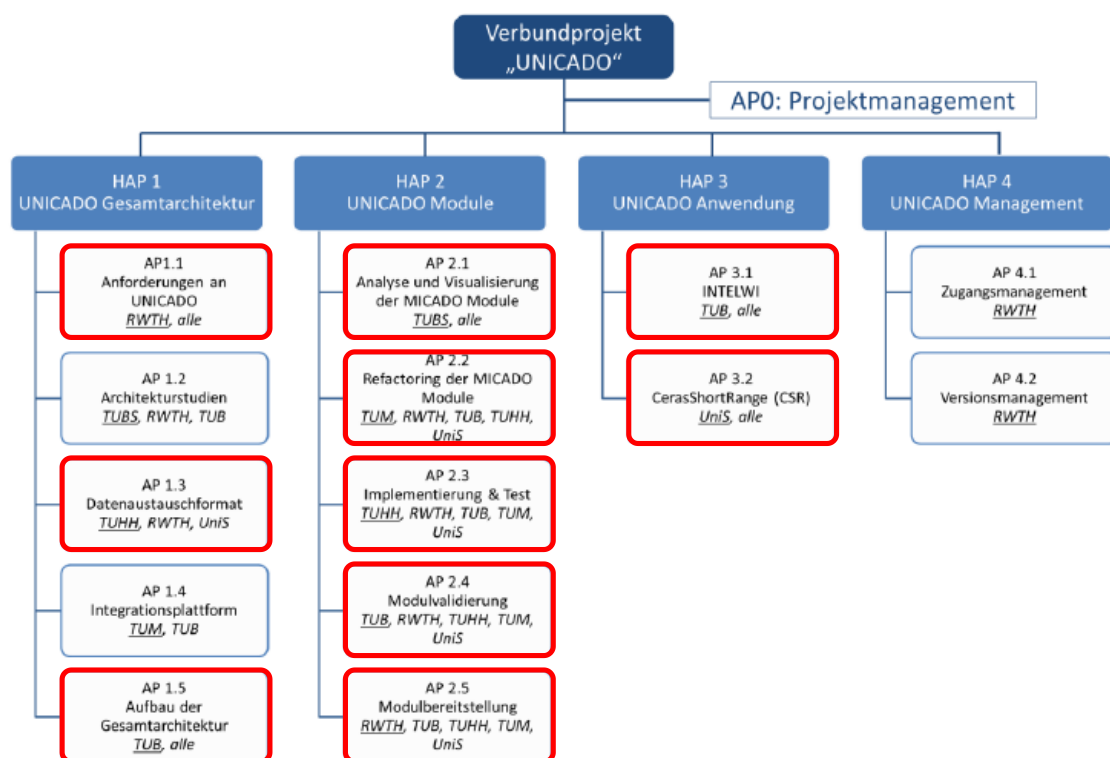 Verbundprojekt
„UNICADO“
AP0: Projektmanagement
HAP 1
UNICADO Gesamtarchitektur
AP1.1
Anforderungen an
UNICADO
RWTH, alle
AP 1.2
Architekturstudien
TUBS, RWTH, TUB
AP 1.3
Datenaustauschformat
TUHH, RWTH, UniS
AP 1.4
Integrationsplattform
TUM, TUB
AP 1.5
Aufbau der
Gesamtarchitektur
TUB, alle
HAP 2
UNICADO Module
AP 2.1
Analyse und Visualisierung
der MICADO Module
TUBS, alle
AP 2.2
Refactoring der MICADO
Module
TUM, RWTH, TUB, TUHH,
UniS
AP 2.3
Implementierung & Test
TUHH, RWTH, TUB, TUM,
UniS
AP 2.4
Modulvalidierung
TUB, RWTH, TUHH, TUM,
UniS
AP 2.5
Modulbereitstellung
RWTH, TUB, TUHH, TUM,
UniS
HAP 3
UNICADO Anwendung
AP 3.1
INTELWI
TUB, alle
AP 3.2
CerasShortRange (CSR)
UniS, alle
HAP 4
UNICADO Management
AP 4.1
Zugangsmanagement
RWTH
AP 4.2
Versionsmanagement
RWTH